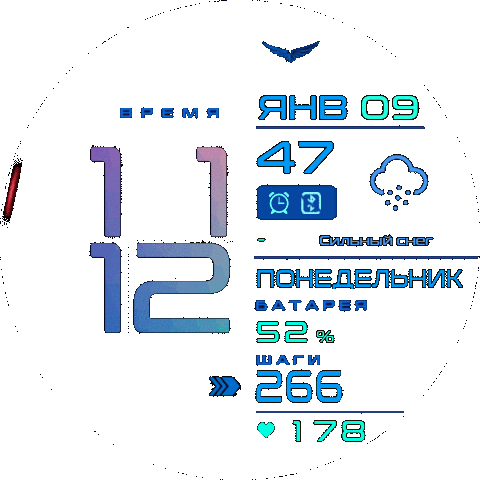 ВРЕМЯ
11
12
ЯНВ 09
47
- Сильный снег
ПОНЕДЕЛЬНИК
БАТАРЕЯ
52 %
ШАГИ
266
178